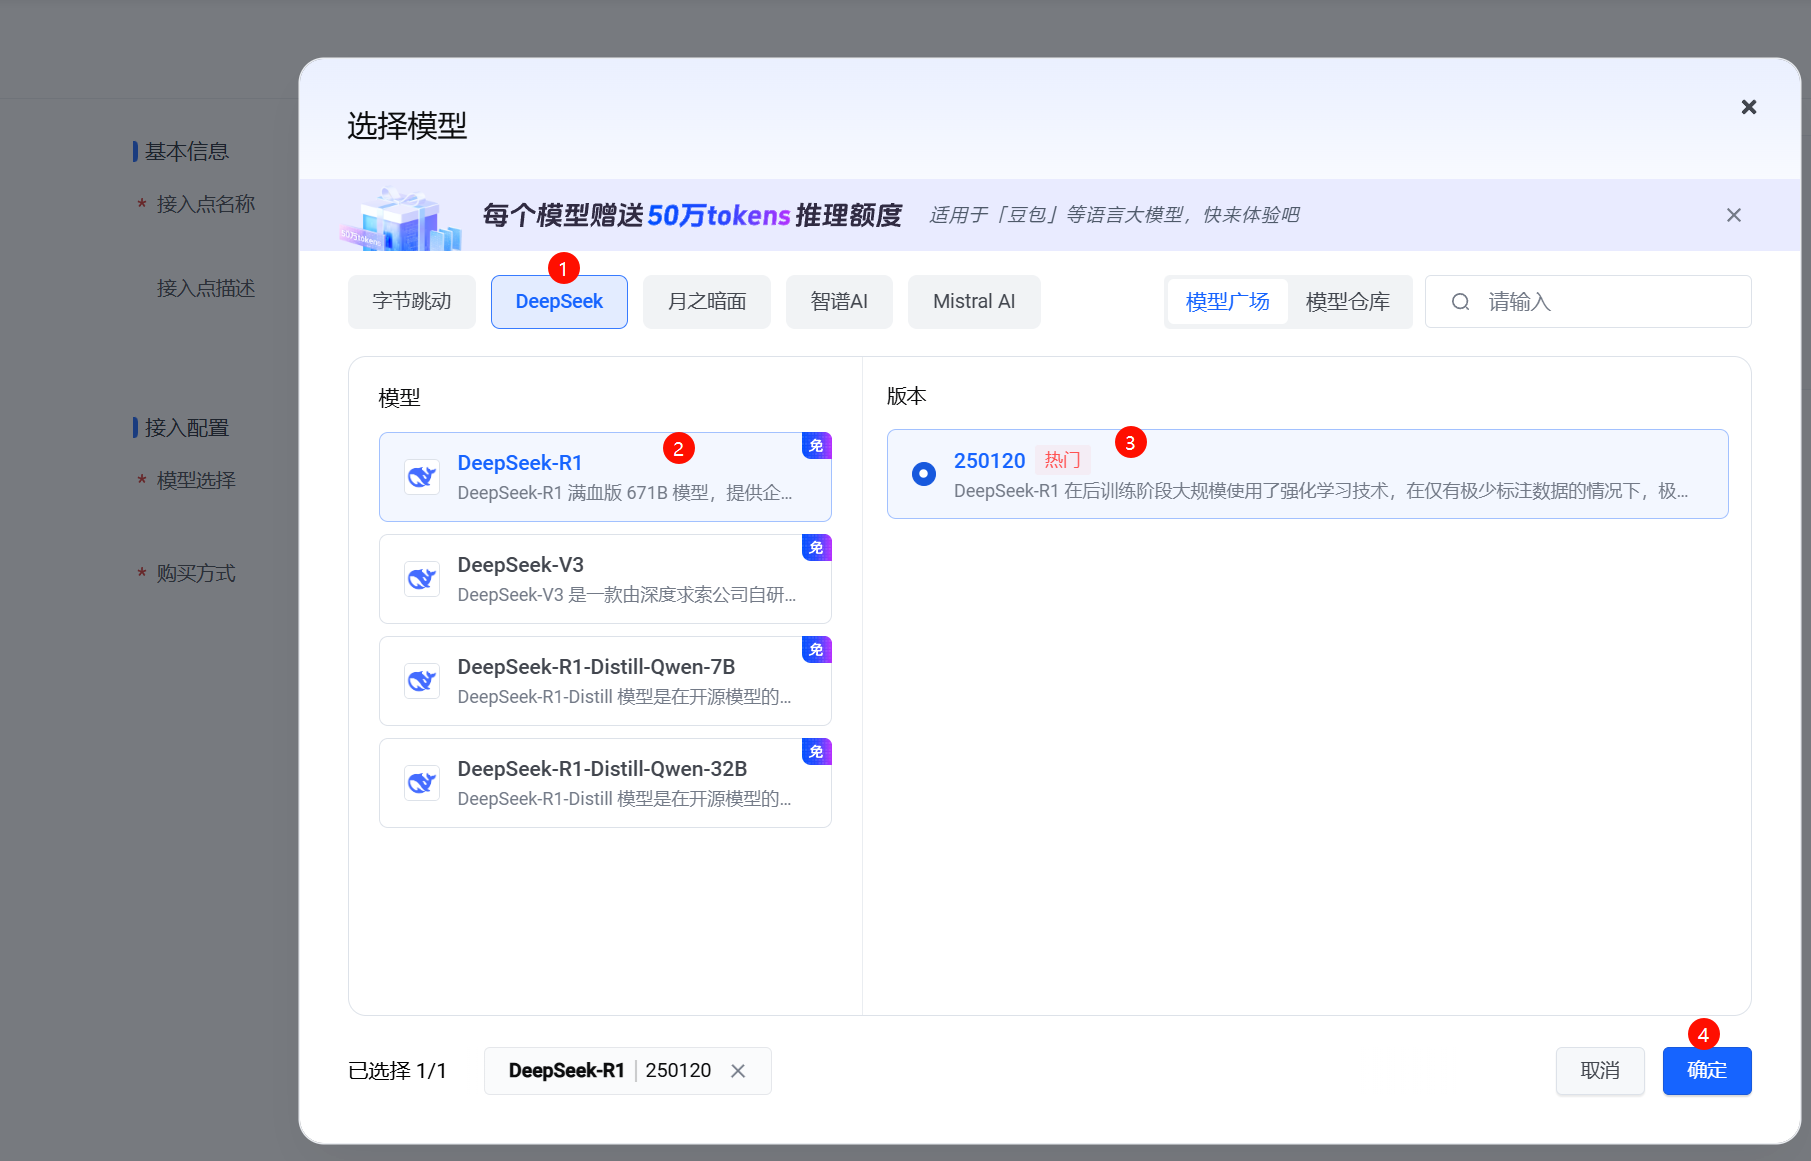 选择模型
基本信息
* 接入点名称
接入点描述
接入配置
* 模型选择
* 购买方式
50万tokens
每个模型赠送50万tokens推理额度 适用于「豆包」等语言大模型，快来体验吧
1
字节跳动 DeepSeek 月之暗面 智谱AI Mistral AI 模型广场 模型仓库 请输入
模型
2
免
DeepSeek-R1
DeepSeek-R1 满血版 671B 模型，提供企...
免
DeepSeek-V3
DeepSeek-V3 是一款由深度求索公司自研...
免
DeepSeek-R1-Distill-Qwen-7B
DeepSeek-R1-Distill 模型是在开源模型的...
免
DeepSeek-R1-Distill-Qwen-32B
DeepSeek-R1-Distill 模型是在开源模型的...
版本
3
250120 热门
DeepSeek-R1 在后训练阶段大规模使用了强化学习技术，在仅有极少标注数据的情况下，极...
已选择 1/1 DeepSeek-R1 | 250120
4
取消 确定